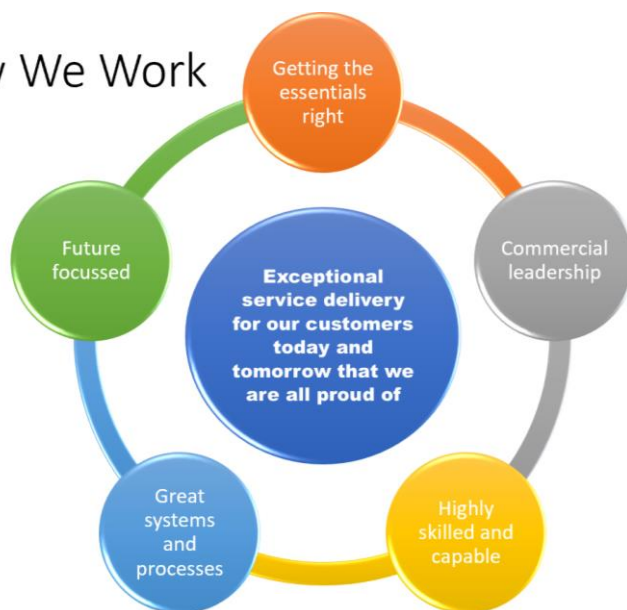 We Work
Getting the
essentials
right
Commercial
leadership
Highly
skilled and
capable
Great
systems
and
processes
Future
focussed
Exceptional
service delivery
for our customers
today and
tomorrow that we
are all proud of